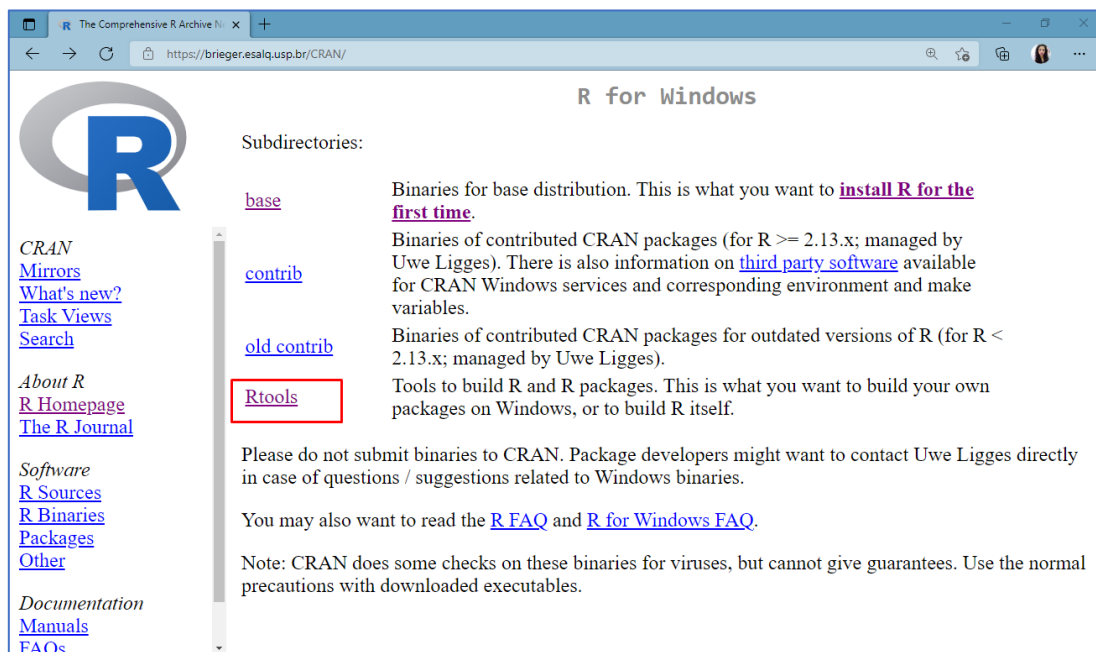 The Comprehensive R Archive N
https://brieger.esalq.usp.br/CRAN/
R
CRAN
Mirrors
What's new?
Task Views
Search
About R
R Homepage
The R Journal
Software
R Sources
R Binaries
Packages
Other
Documentation
Manuals
FAQs
R for Windows
Subdirectories:
base
Binaries for base distribution. This is what you want to install R for the
first time.
contrib
Binaries of contributed CRAN packages (for R >= 2.13.x; managed by
Uwe Ligges). There is also information on third party software available
for CRAN Windows services and corresponding environment and make
variables.
old contrib
Binaries of contributed CRAN packages for outdated versions of R (for R <
2.13.x; managed by Uwe Ligges).
Rtools
Tools to build R and R packages. This is what you want to build your own
packages on Windows, or to build R itself.
Please do not submit binaries to CRAN. Package developers might want to contact Uwe Ligges directly
in case of questions / suggestions related to Windows binaries.
You may also want to read the R FAQ and R for Windows FAQ.
Note: CRAN does some checks on these binaries for viruses, but cannot give guarantees. Use the normal
precautions with downloaded executables.